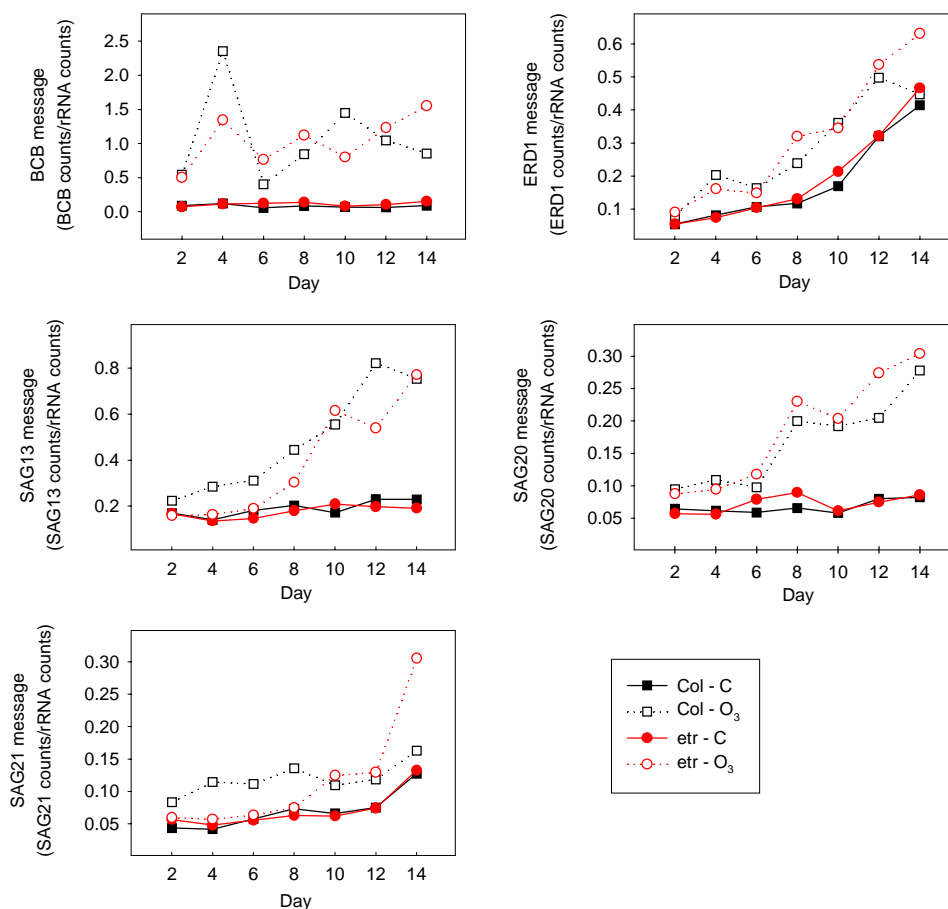 BCB message
(BCB counts/rRNA counts)
2.5
2.0
1.5
1.0
0.5
0.0
2 4 6 8 10 12 14
Day
ERD1 message
(ERD1 counts/rRNA counts)
0.6
0.5
0.4
0.3
0.2
0.1
2 4 6 8 10 12 14
Day
SAG13 message
(SAG13 counts/rRNA counts)
0.8
0.6
0.4
0.2
2 4 6 8 10 12 14
Day
SAG20 message
(SAG20 counts/rRNA counts)
0.30
0.25
0.20
0.15
0.10
0.05
2 4 6 8 10 12 14
Day
SAG21 message
(SAG21 counts/rRNA counts)
0.30
0.25
0.20
0.15
0.10
0.05
2 4 6 8 10 12 14
Day
Col - C
Col - O₃
etr - C
etr - O₃